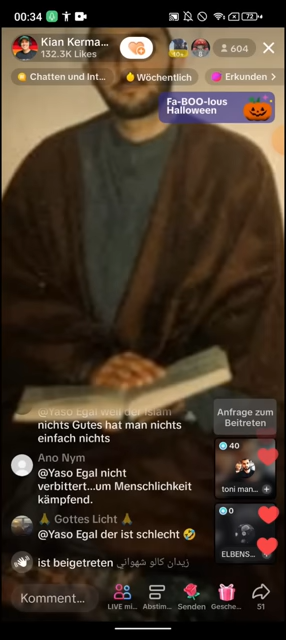 00:34
72
Kian Kerma...
132.3K Likes
604
Chatten und Int...
Wöchentlich
Erkunden
Fa-BOO-lous
Halloween
@Yaso Egal weil der Islam
nichts Gutes hat man nichts
einfach nichts
Anfrage zum
Beitreten
40
toni man...
Ano Nym
@Yaso Egal nicht
verbittert...um Menschlichkeit
kämpfend.
🙏 Gottes Licht 🙏
@Yaso Egal der ist schlecht 🤣
0
ELBENS...
ist beigetreten زيدان كالو شهواني
Komment...
LIVE mi...
Abstim...
Senden
Gesche...
51